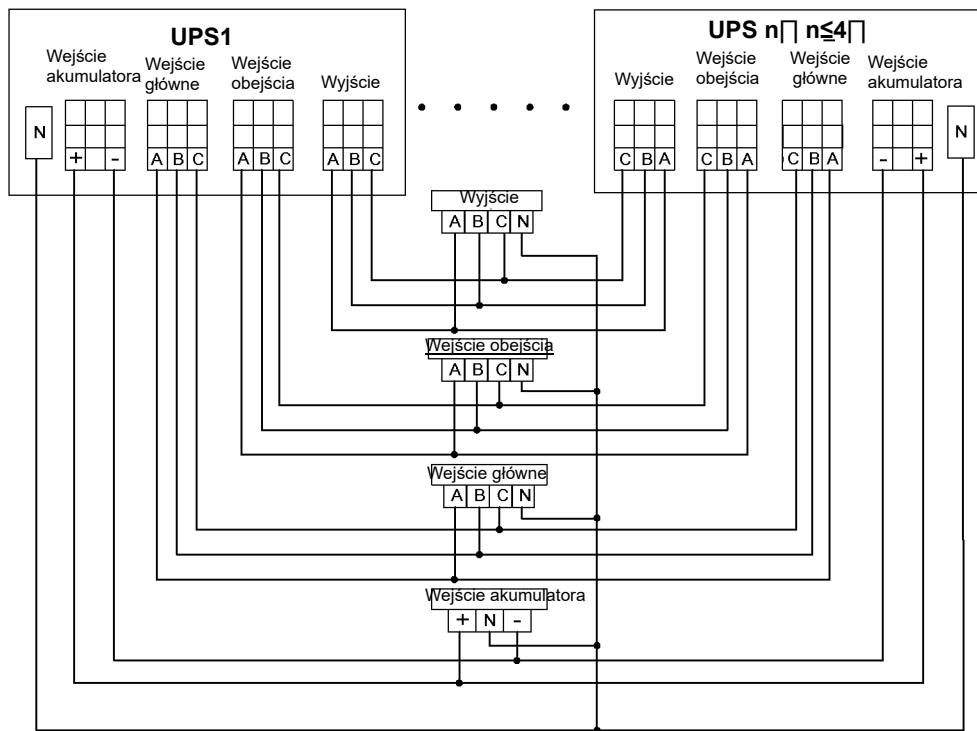 UPS1
Wejście akumulatora
Wejście główne
Wejście obejścia
Wyjście
N
+ -
A B C
A B C
A B C
UPS n∏ n≤4∏
Wyjście
Wejście obejścia
Wejście główne
Wejście akumulatora
C B A
C B A
C B A
- +
N
Wyjście
A B C N
Wejście obejścia
A B C N
Wejście główne
A B C N
Wejście akumulatora
+ N -